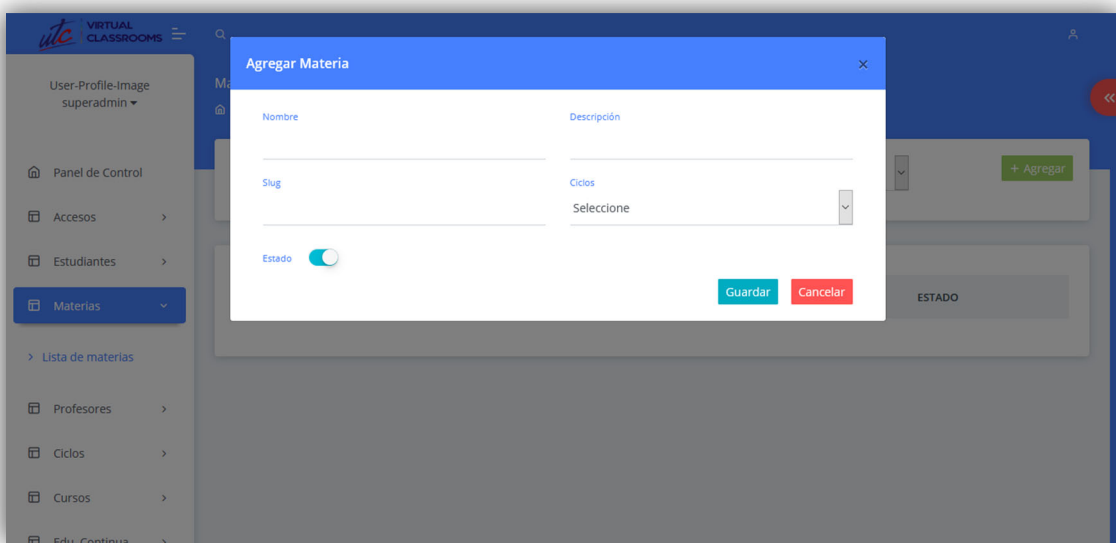 utc VIRTUAL
CLASSROOMS
User-Profile-Image
superadmin
Panel de Control
Accesos
Estudiantes
Materias
Lista de materias
Profesores
Ciclos
Cursos
Edu. Continua
Agregar Materia
×
Nombre
Descripción
Slug
Ciclos
Seleccione
Estado
Guardar
Cancelar
+ Agregar
ESTADO